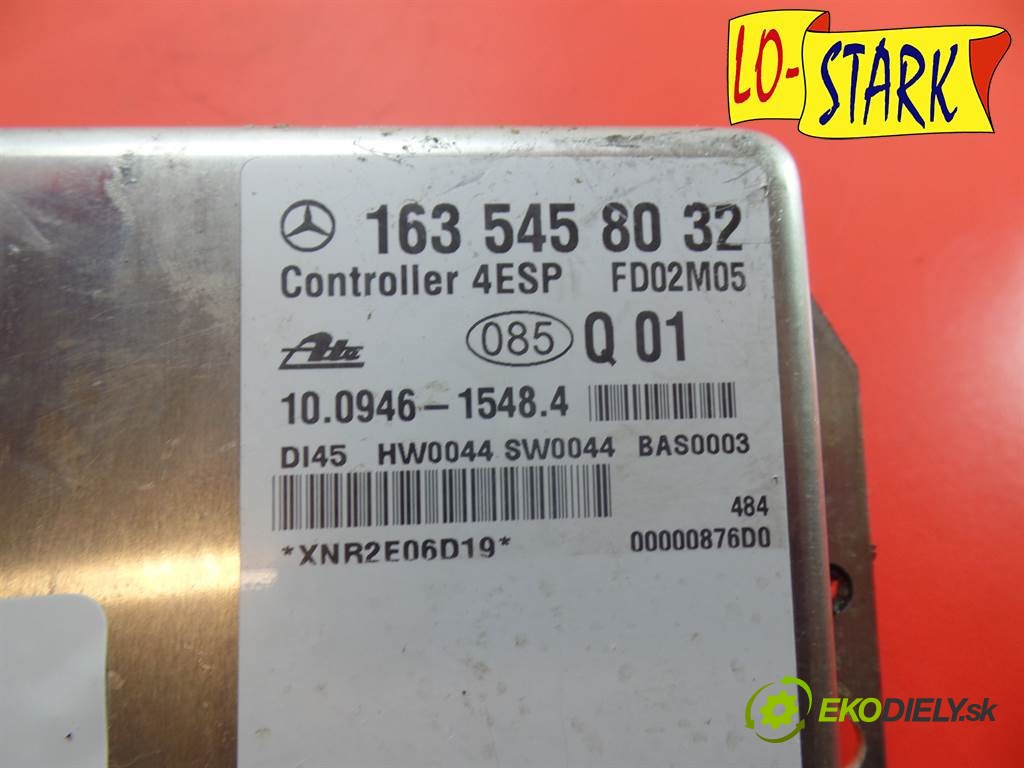 LO-
STARK
163 545 80 32
Controller 4ESP FD02M05
Ate 085 Q 01
10.0946-1548.4
DI45 HW0044 SW0044 BAS0003
484
*XNR2E06D19* 00000876D0
EKODIELY.sk